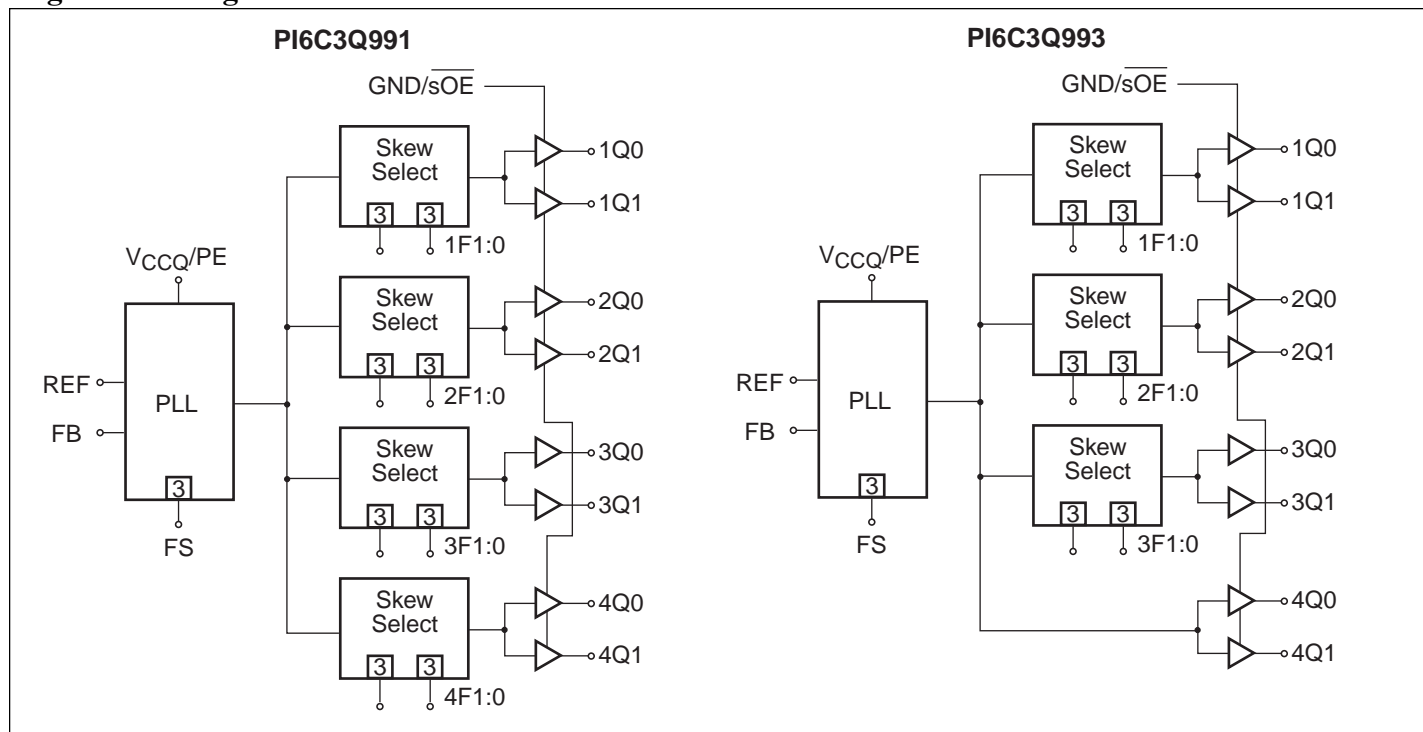 PI6C3Q991
GND/sOE
Skew
Select
3 3
1F1:0
1Q0
1Q1
VCCQ/PE
Skew
Select
3 3
2F1:0
2Q0
2Q1
REF
FB
PLL
3
FS
Skew
Select
3 3
3F1:0
3Q0
3Q1
Skew
Select
3 3
4F1:0
4Q0
4Q1
PI6C3Q993
GND/sOE
Skew
Select
3 3
1F1:0
1Q0
1Q1
VCCQ/PE
Skew
Select
3 3
2F1:0
2Q0
2Q1
REF
FB
PLL
3
FS
Skew
Select
3 3
3F1:0
3Q0
3Q1
4Q0
4Q1